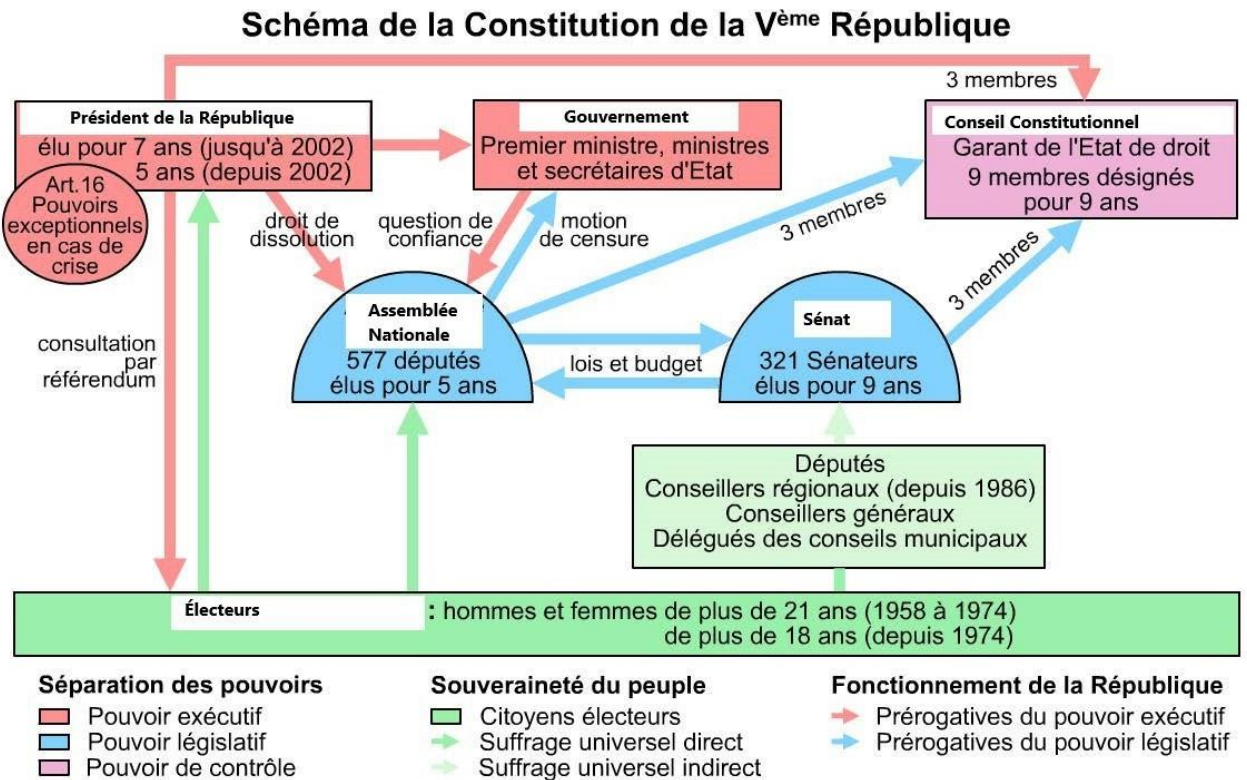 Schéma de la Constitution de la Vème République
3 membres
Président de la République
élu pour 7 ans (jusqu'à 2002)
5 ans (depuis 2002)
Art.16
Pouvoirs
exceptionnels
en cas de
crise
Gouvernement
Premier ministre, ministres
et secrétaires d'Etat
Conseil Constitutionnel
Garant de l'Etat de droit
9 membres désignés
pour 9 ans
droit de
dissolution
question de
confiance
motion
de censure
3 membres
3 membres
Assemblée
Nationale
577 députés
élus pour 5 ans
lois et budget
Sénat
321 Sénateurs
élus pour 9 ans
consultation
par
référendum
Députés
Conseillers régionaux (depuis 1986)
Conseillers généraux
Délégués des conseils municipaux
Électeurs : hommes et femmes de plus de 21 ans (1958 à 1974)
de plus de 18 ans (depuis 1974)
Séparation des pouvoirs
Pouvoir exécutif
Pouvoir législatif
Pouvoir de contrôle
Souveraineté du peuple
Citoyens électeurs
Suffrage universel direct
Suffrage universel indirect
Fonctionnement de la République
Prérogatives du pouvoir exécutif
Prérogatives du pouvoir législatif